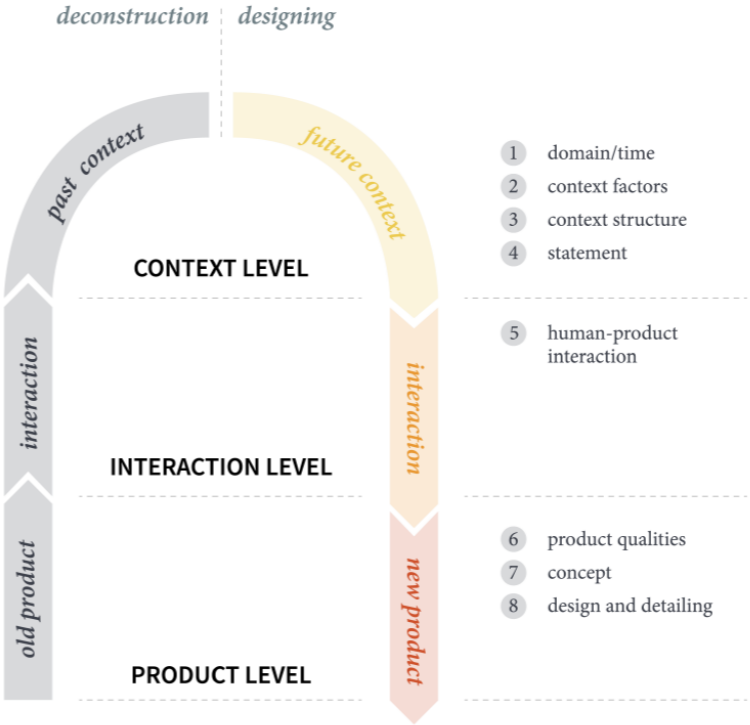 deconstruction designing
past context
future context
1 domain/time
2 context factors
3 context structure
4 statement
CONTEXT LEVEL
interaction
interaction
5 human-product
interaction
INTERACTION LEVEL
old product
new product
6 product qualities
7 concept
8 design and detailing
PRODUCT LEVEL